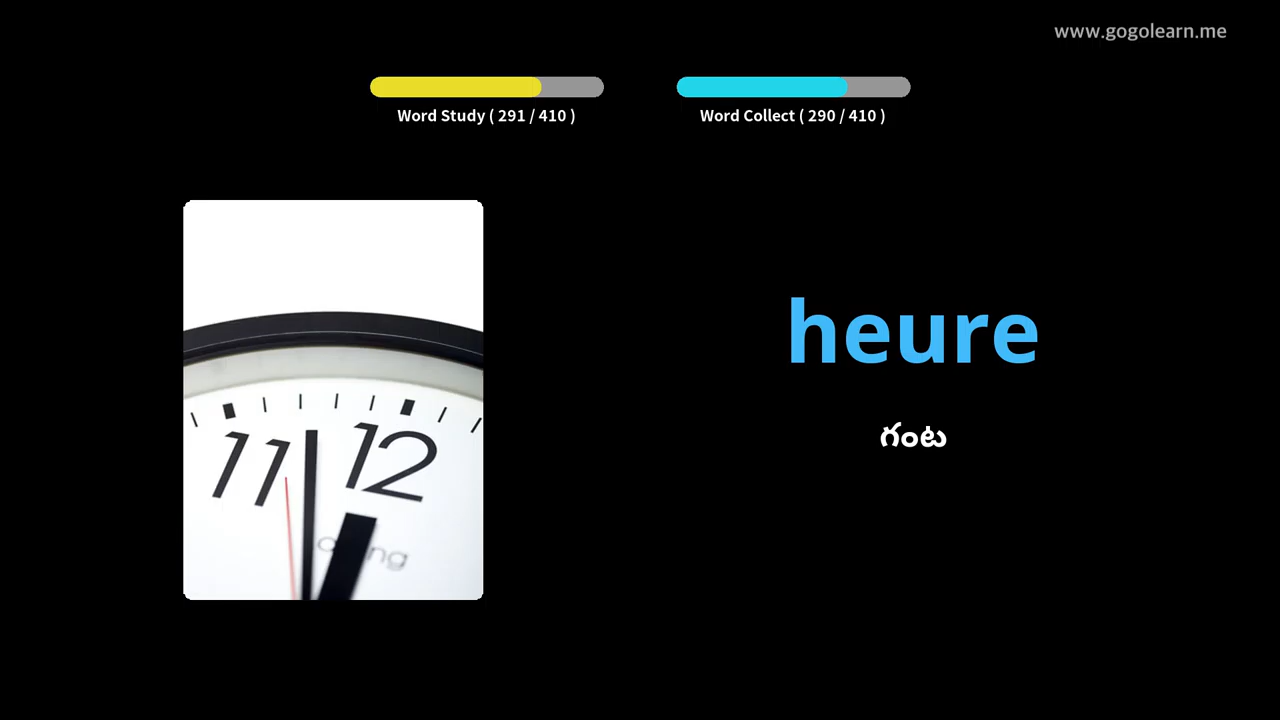 www.gogolearn.me
Word Study ( 291 / 410 )
Word Collect ( 290 / 410 )
11
12
heure
గంట